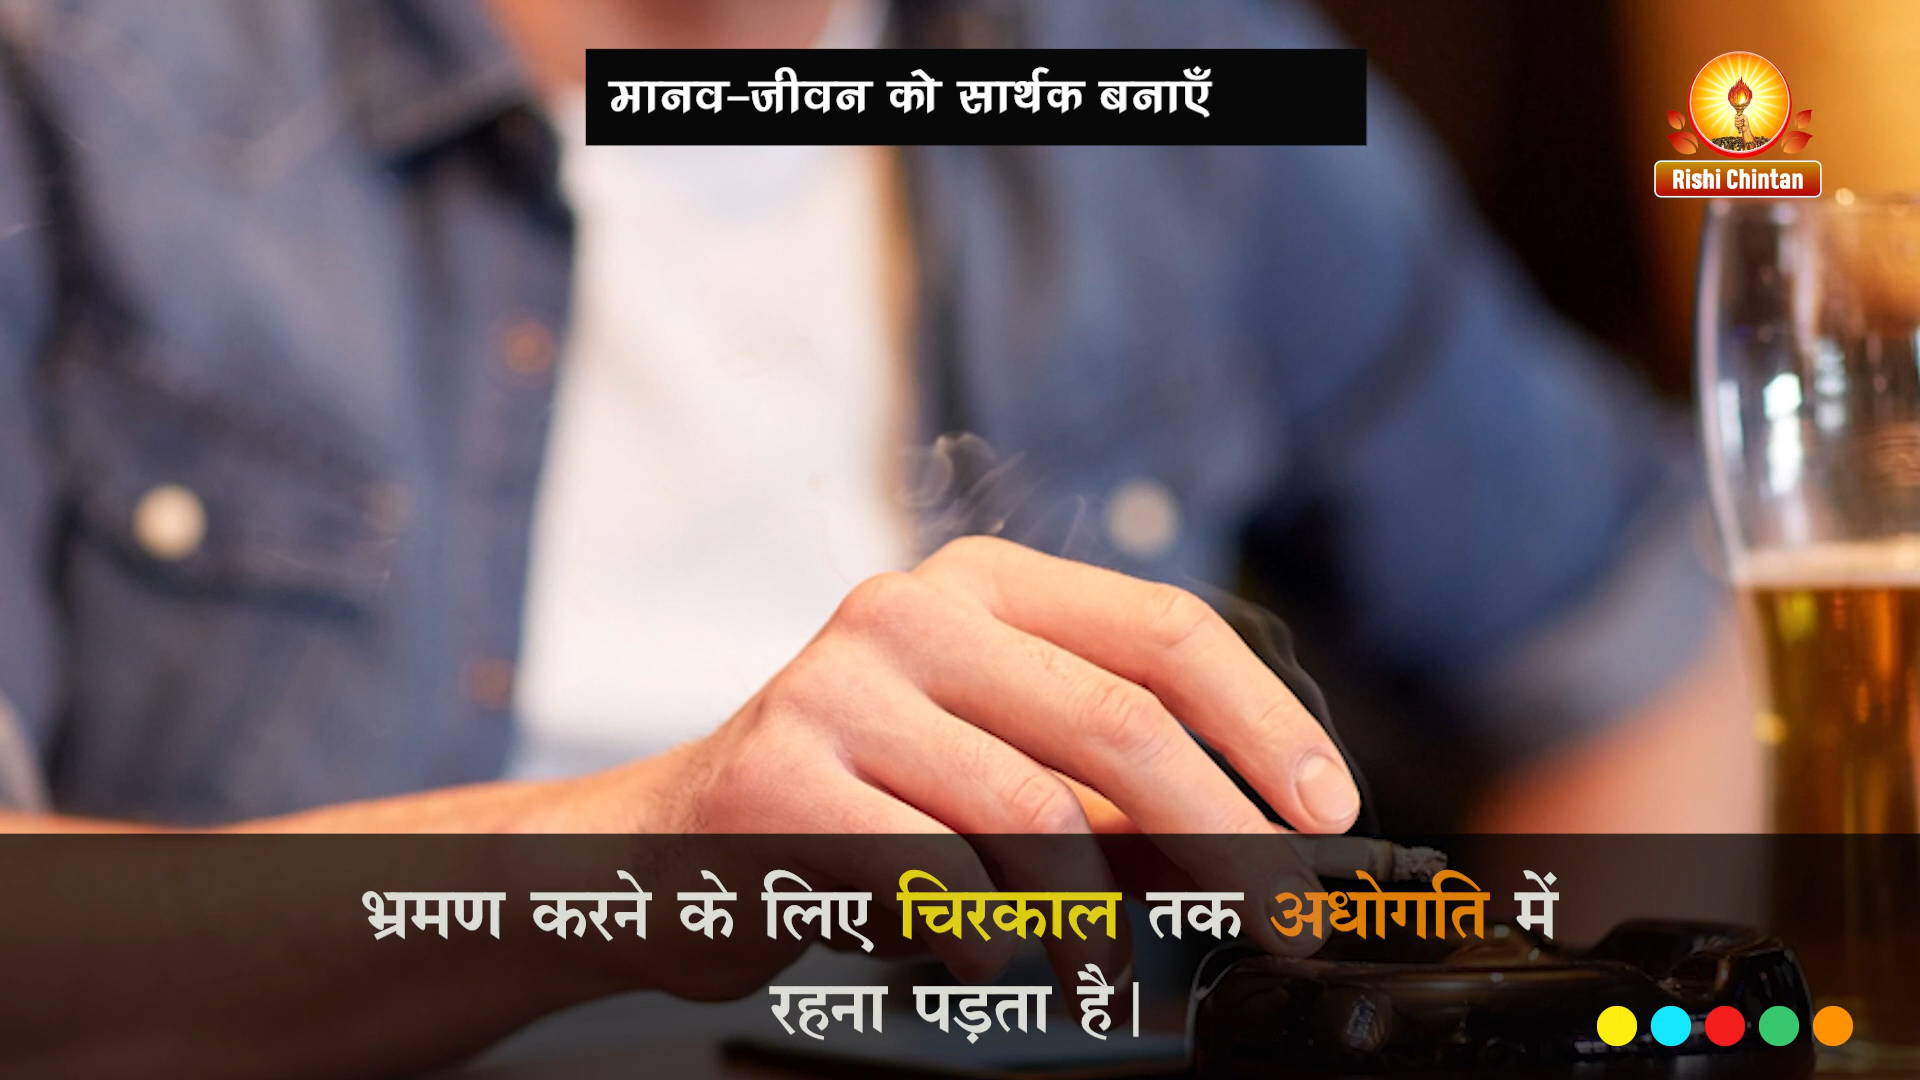 मानव-जीवन को सार्थक बनाएँ
Rishi Chintan
भ्रमण करने के लिए चिरकाल तक अधोगति में
रहना पड़ता है।